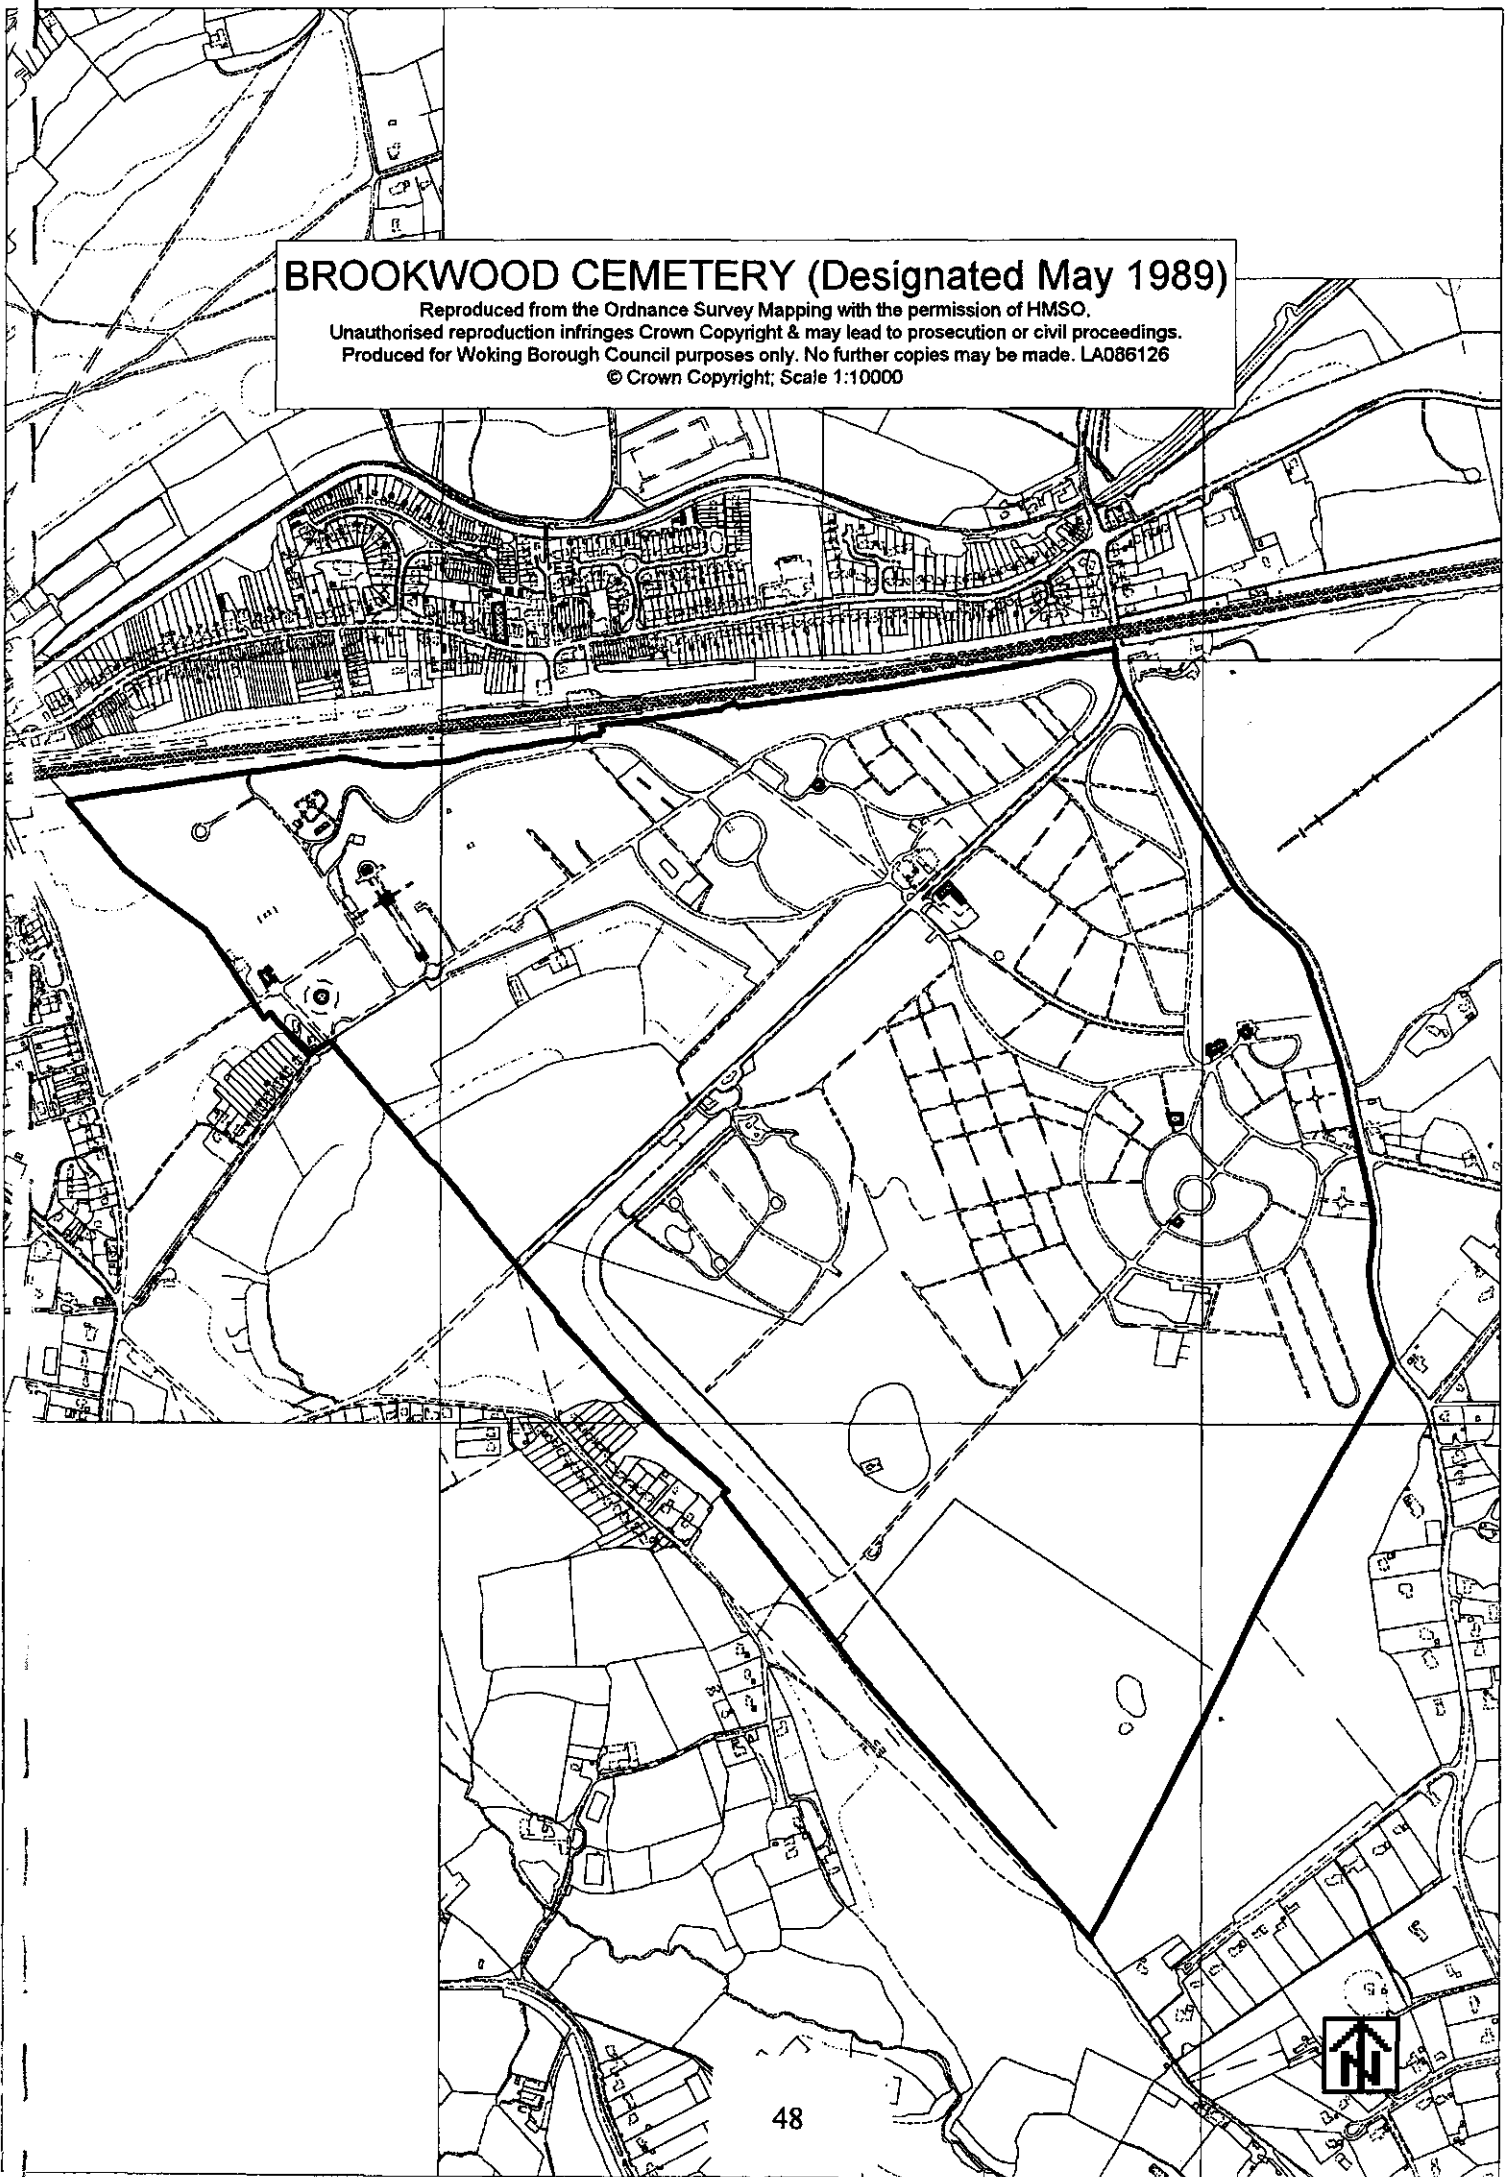 BROOKWOOD CEMETERY (Designated May 1989)
Reproduced from the Ordnance Survey Mapping with the permission of HMSO.
Unauthorised reproduction infringes Crown Copyright & may lead to prosecution or civil proceedings.
Produced for Woking Borough Council purposes only. No further copies may be made. LA086126
© Crown Copyright; Scale 1:10000
N
48